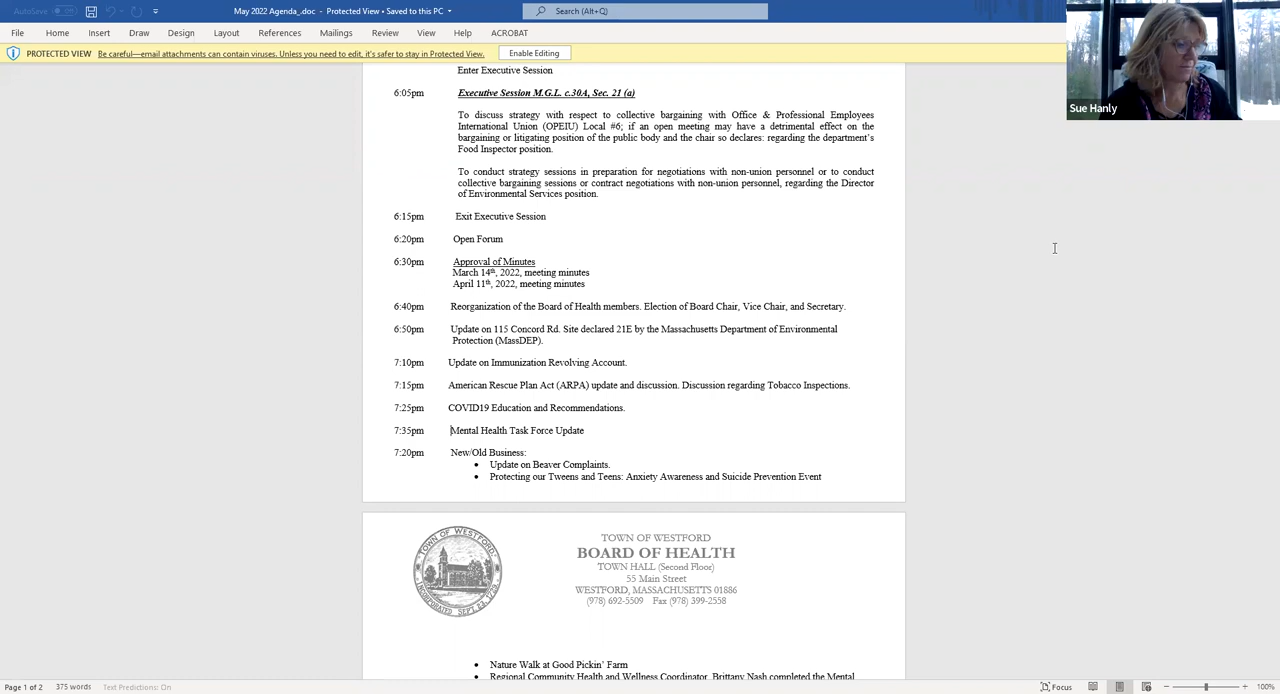 AutoSave Off May 2022 Agenda_.doc - Protected View • Saved to this PC Search (Alt+Q)
File Home Insert Draw Design Layout References Mailings Review View Help ACROBAT
PROTECTED VIEW Be careful—email attachments can contain viruses. Unless you need to edit, it's safer to stay in Protected View. Enable Editing
Sue Hanly
Enter Executive Session
6:05pm Executive Session M.G.L. c.30A, Sec. 21 (a)
To discuss strategy with respect to collective bargaining with Office & Professional Employees
International Union (OPEIU) Local #6; if an open meeting may have a detrimental effect on the
bargaining or litigating position of the public body and the chair so declares: regarding the department's
Food Inspector position.
To conduct strategy sessions in preparation for negotiations with non-union personnel or to conduct
collective bargaining sessions or contract negotiations with non-union personnel, regarding the Director
of Environmental Services position.
6:15pm Exit Executive Session
6:20pm Open Forum
6:30pm Approval of Minutes
March 14th, 2022, meeting minutes
April 11th, 2022, meeting minutes
6:40pm Reorganization of the Board of Health members. Election of Board Chair, Vice Chair, and Secretary.
6:50pm Update on 115 Concord Rd. Site declared 21E by the Massachusetts Department of Environmental
Protection (MassDEP).
7:10pm Update on Immunization Revolving Account.
7:15pm American Rescue Plan Act (ARPA) update and discussion. Discussion regarding Tobacco Inspections.
7:25pm COVID19 Education and Recommendations.
7:35pm Mental Health Task Force Update
7:20pm New/Old Business:
• Update on Beaver Complaints.
• Protecting our Tweens and Teens: Anxiety Awareness and Suicide Prevention Event
TOWN OF WESTFORD
INCORPORATED SEPT 23, 1729
TOWN OF WESTFORD
BOARD OF HEALTH
TOWN HALL (Second Floor)
55 Main Street
WESTFORD, MASSACHUSETTS 01886
(978) 692-5509 Fax (978) 399-2558
• Nature Walk at Good Pickin' Farm
• Regional Community Health and Wellness Coordinator, Brittany Nash completed the Mental
Page 1 of 2 375 words Text Predictions: On Focus 100%